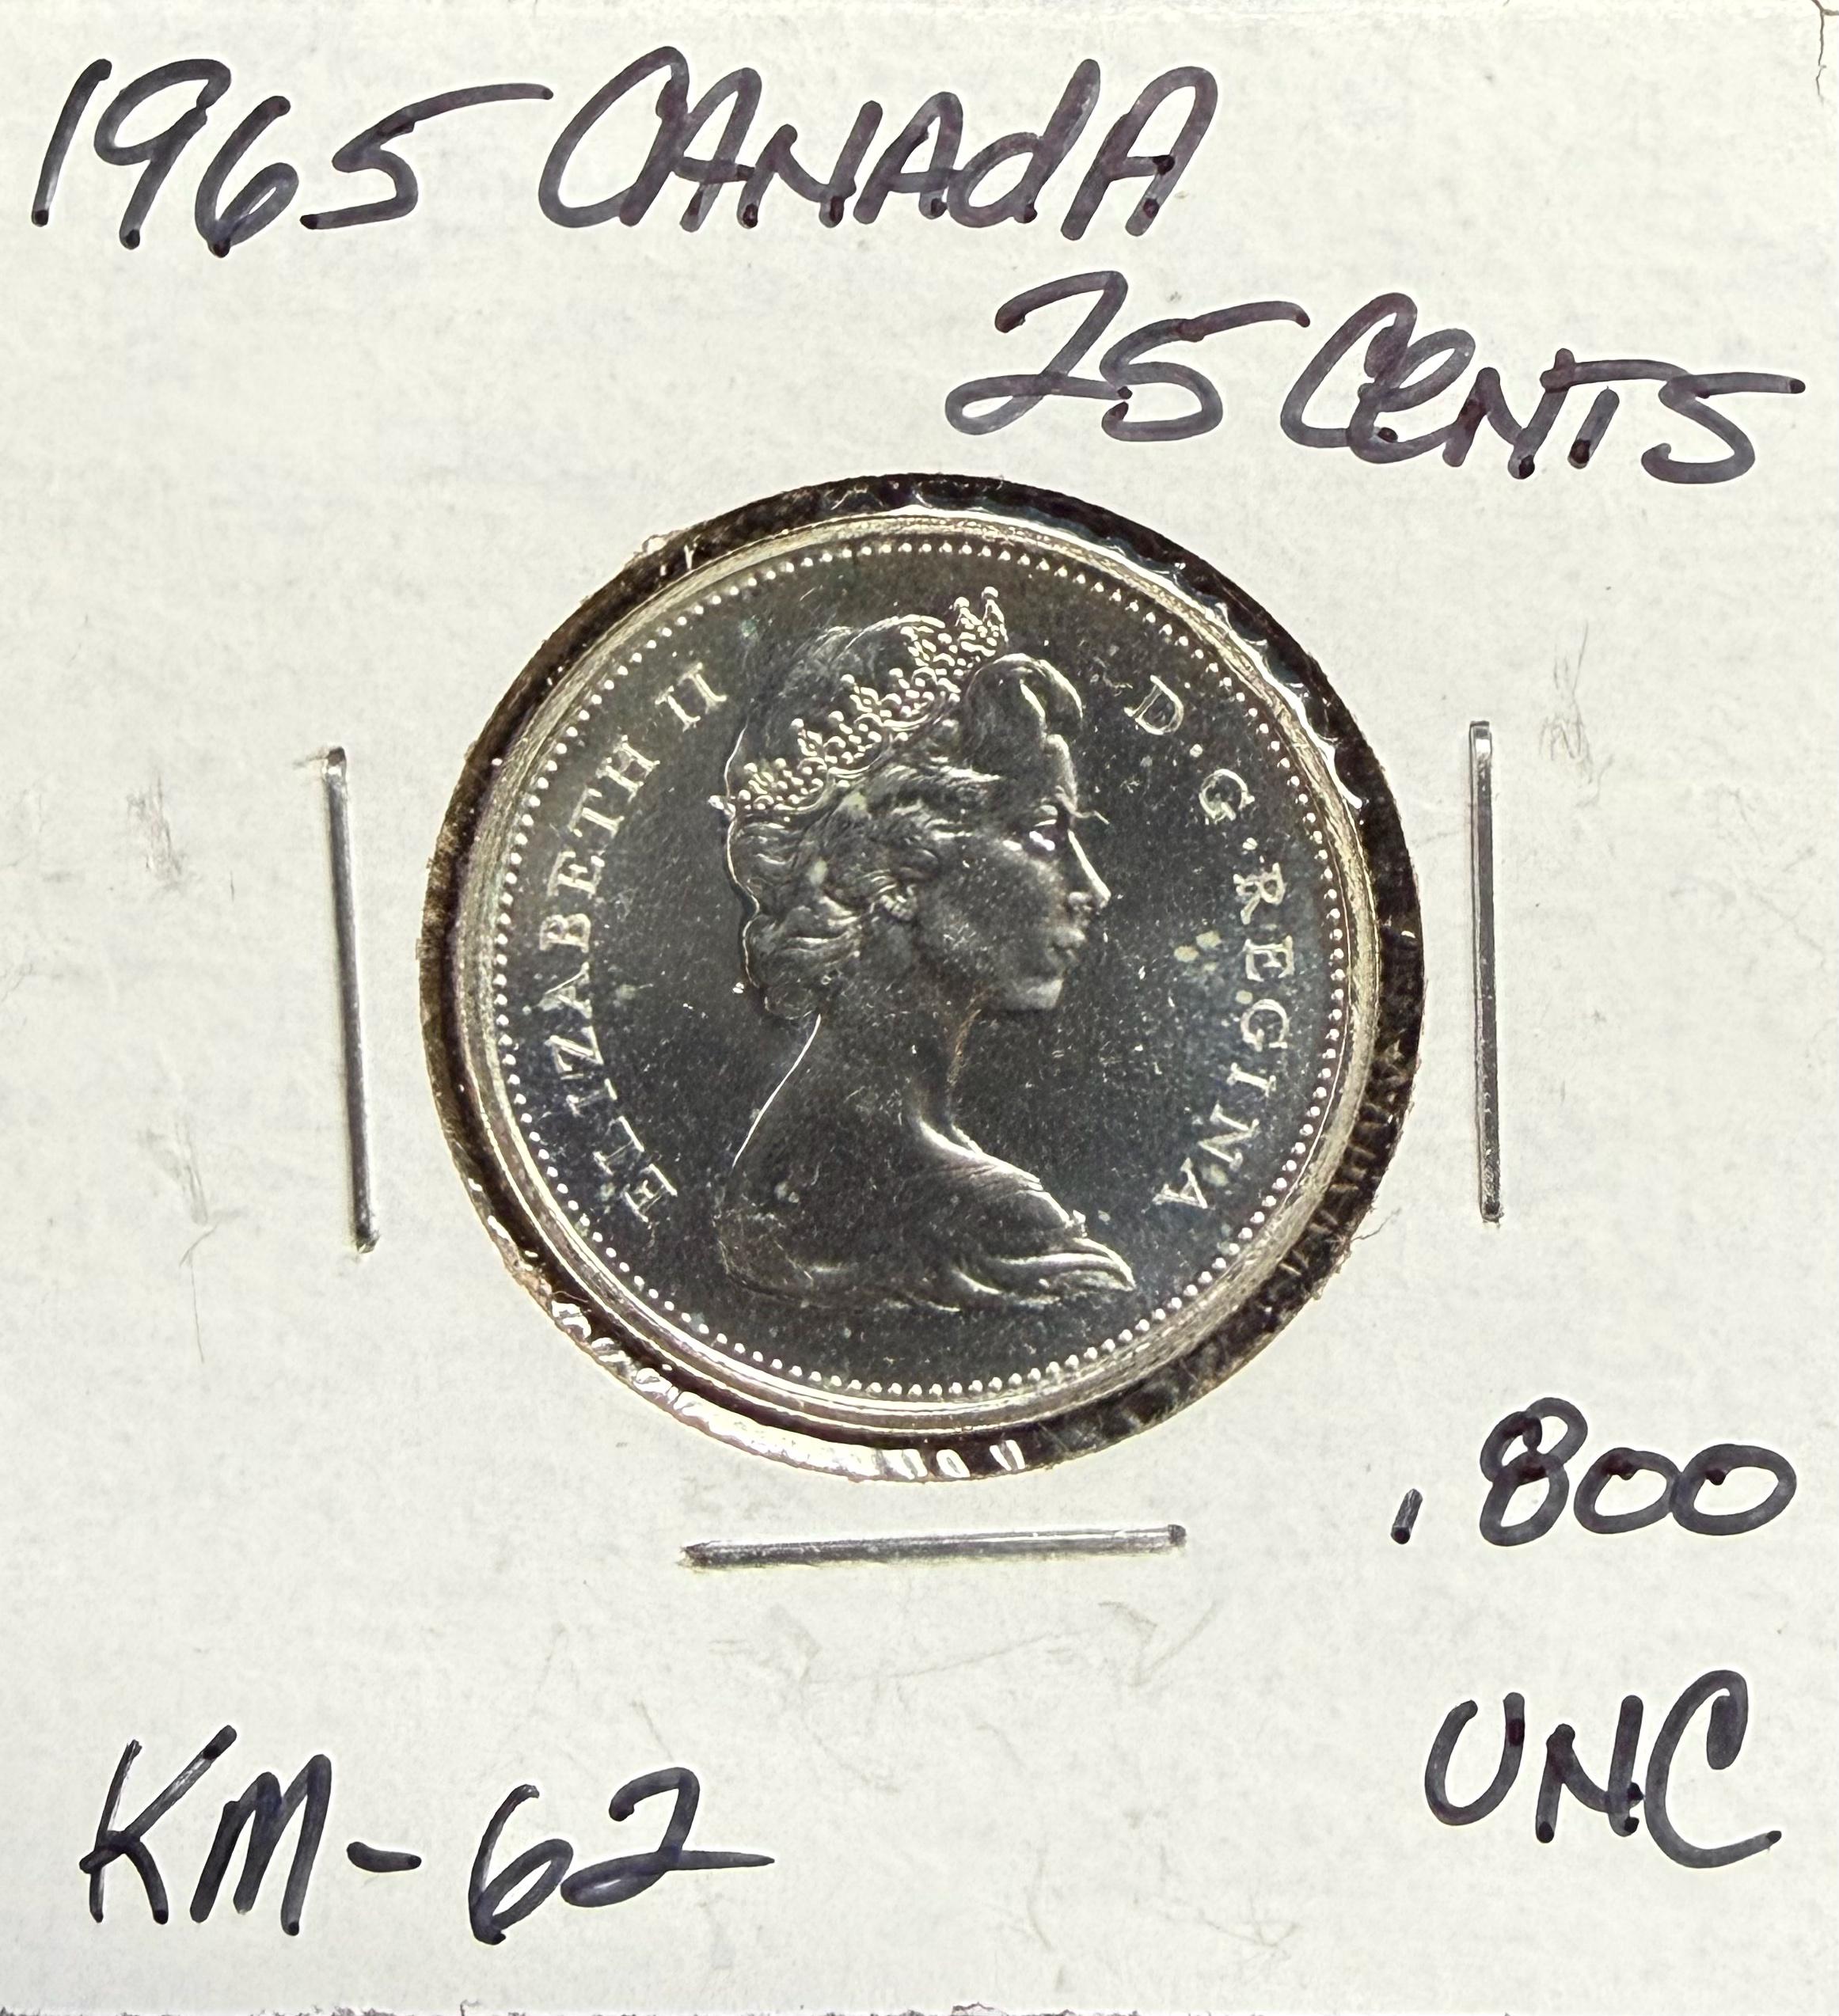 1965 CANAdA
25 CeNTS
ELIZABETH II D·G·REGINA
.800
UNC
KM-62